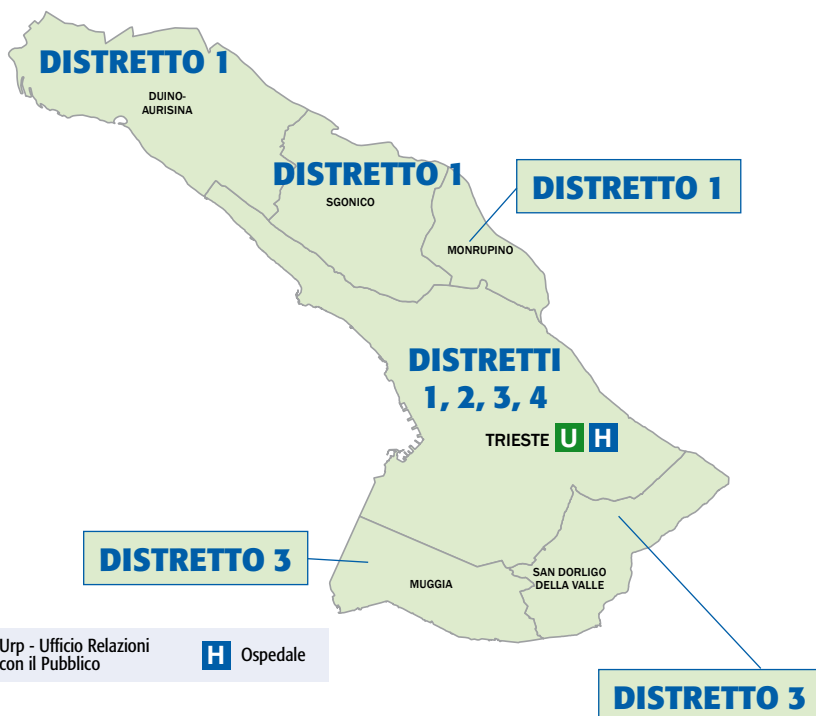 DISTRETTO 1
DUINO-
AURISINA
DISTRETTO 1
SGONICO
DISTRETTO 1
MONRUPINO
DISTRETTI
1, 2, 3, 4
TRIESTE U H
DISTRETTO 3
MUGGIA
SAN DORLIGO
DELLA VALLE
Urp - Ufficio Relazioni
con il Pubblico
H Ospedale
DISTRETTO 3